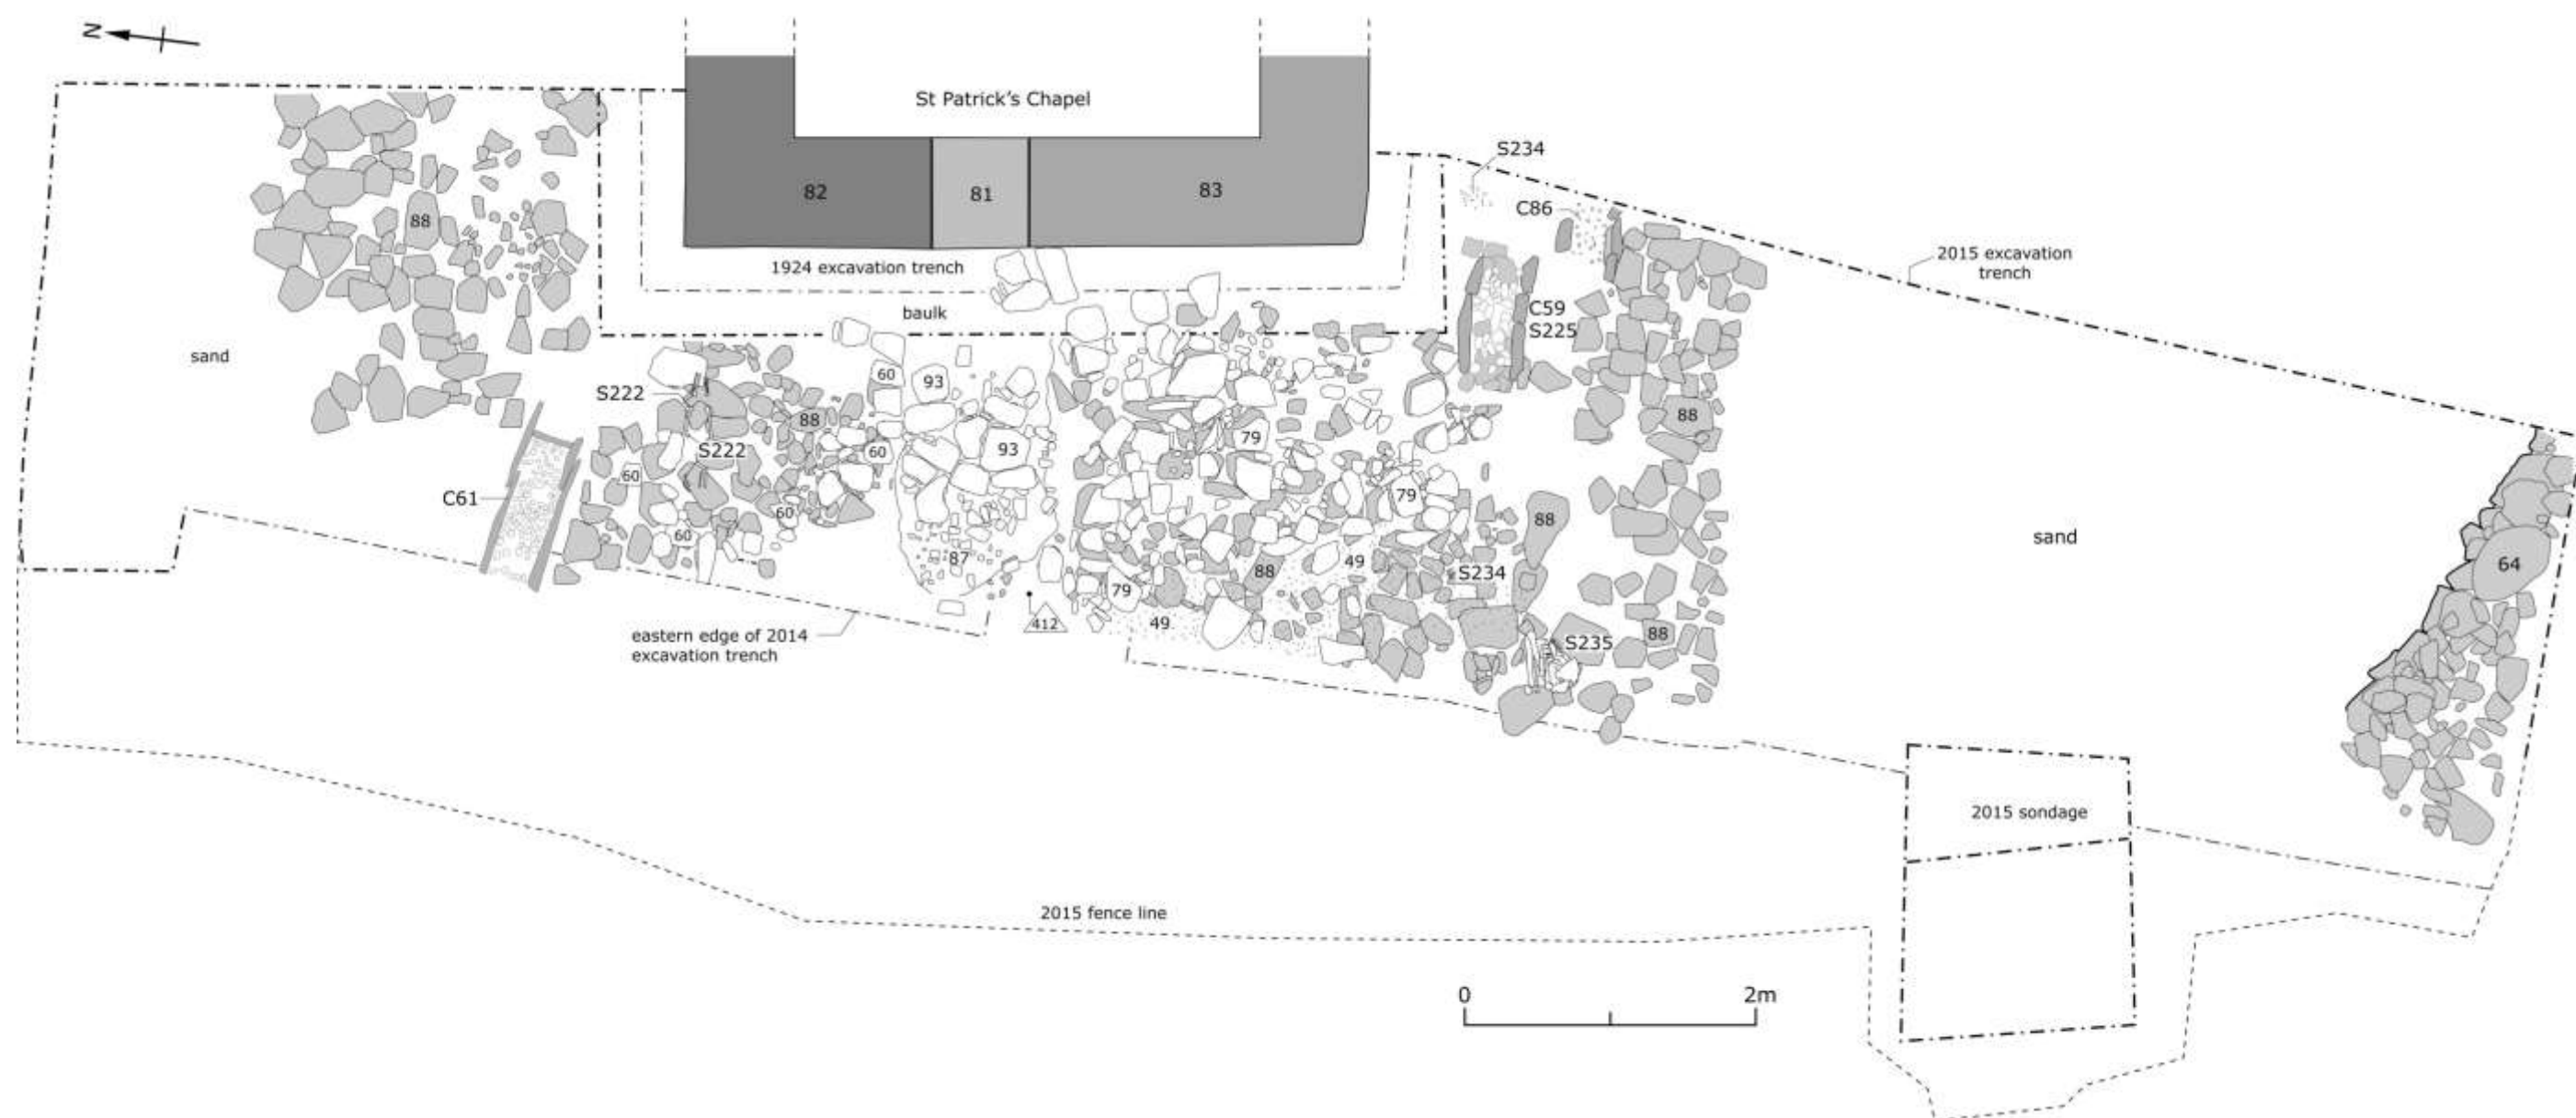 N
St Patrick's Chapel
82
81
83
1924 excavation trench
baulk
S234
C86
2015 excavation
trench
C59
S225
88
sand
S222
S222
88
60
93
93
60
60
60
60
C61
79
79
79
88
88
88
88
49
49
87
412
S234
S235
sand
64
eastern edge of 2014
excavation trench
2015 sondage
2015 fence line
0
2m